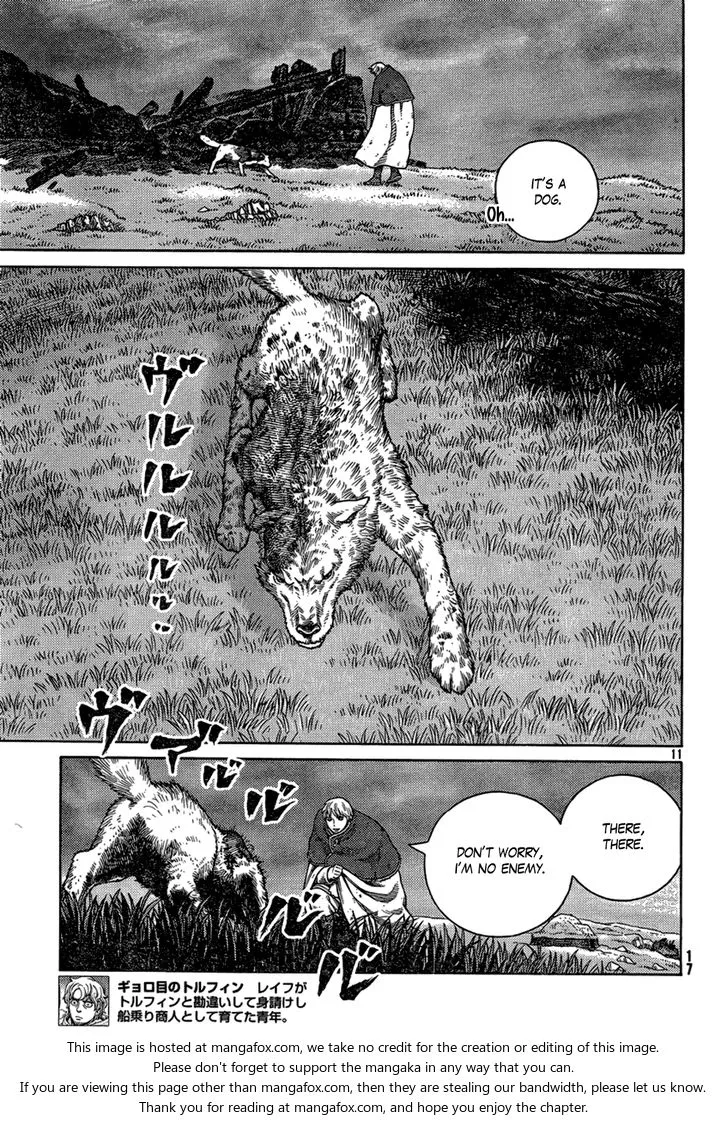 IT'S A
DOG.
Oh...
ヴルルルルッ…
11
ヴヴルルルル
THERE,
THERE.
DON'T WORRY,
I'M NO ENEMY.
17
ギョロ目のトルフィン　レイフが
トルフィンと勘違いして身請けし
船乗り商人として育てた青年。
This image is hosted at mangafox.com, we take no credit for the creation or editing of this image.
Please don't forget to support the mangaka in any way that you can.
If you are viewing this page other than mangafox.com, then they are stealing our bandwidth, please let us know.
Thank you for reading at mangafox.com, and hope you enjoy the chapter.